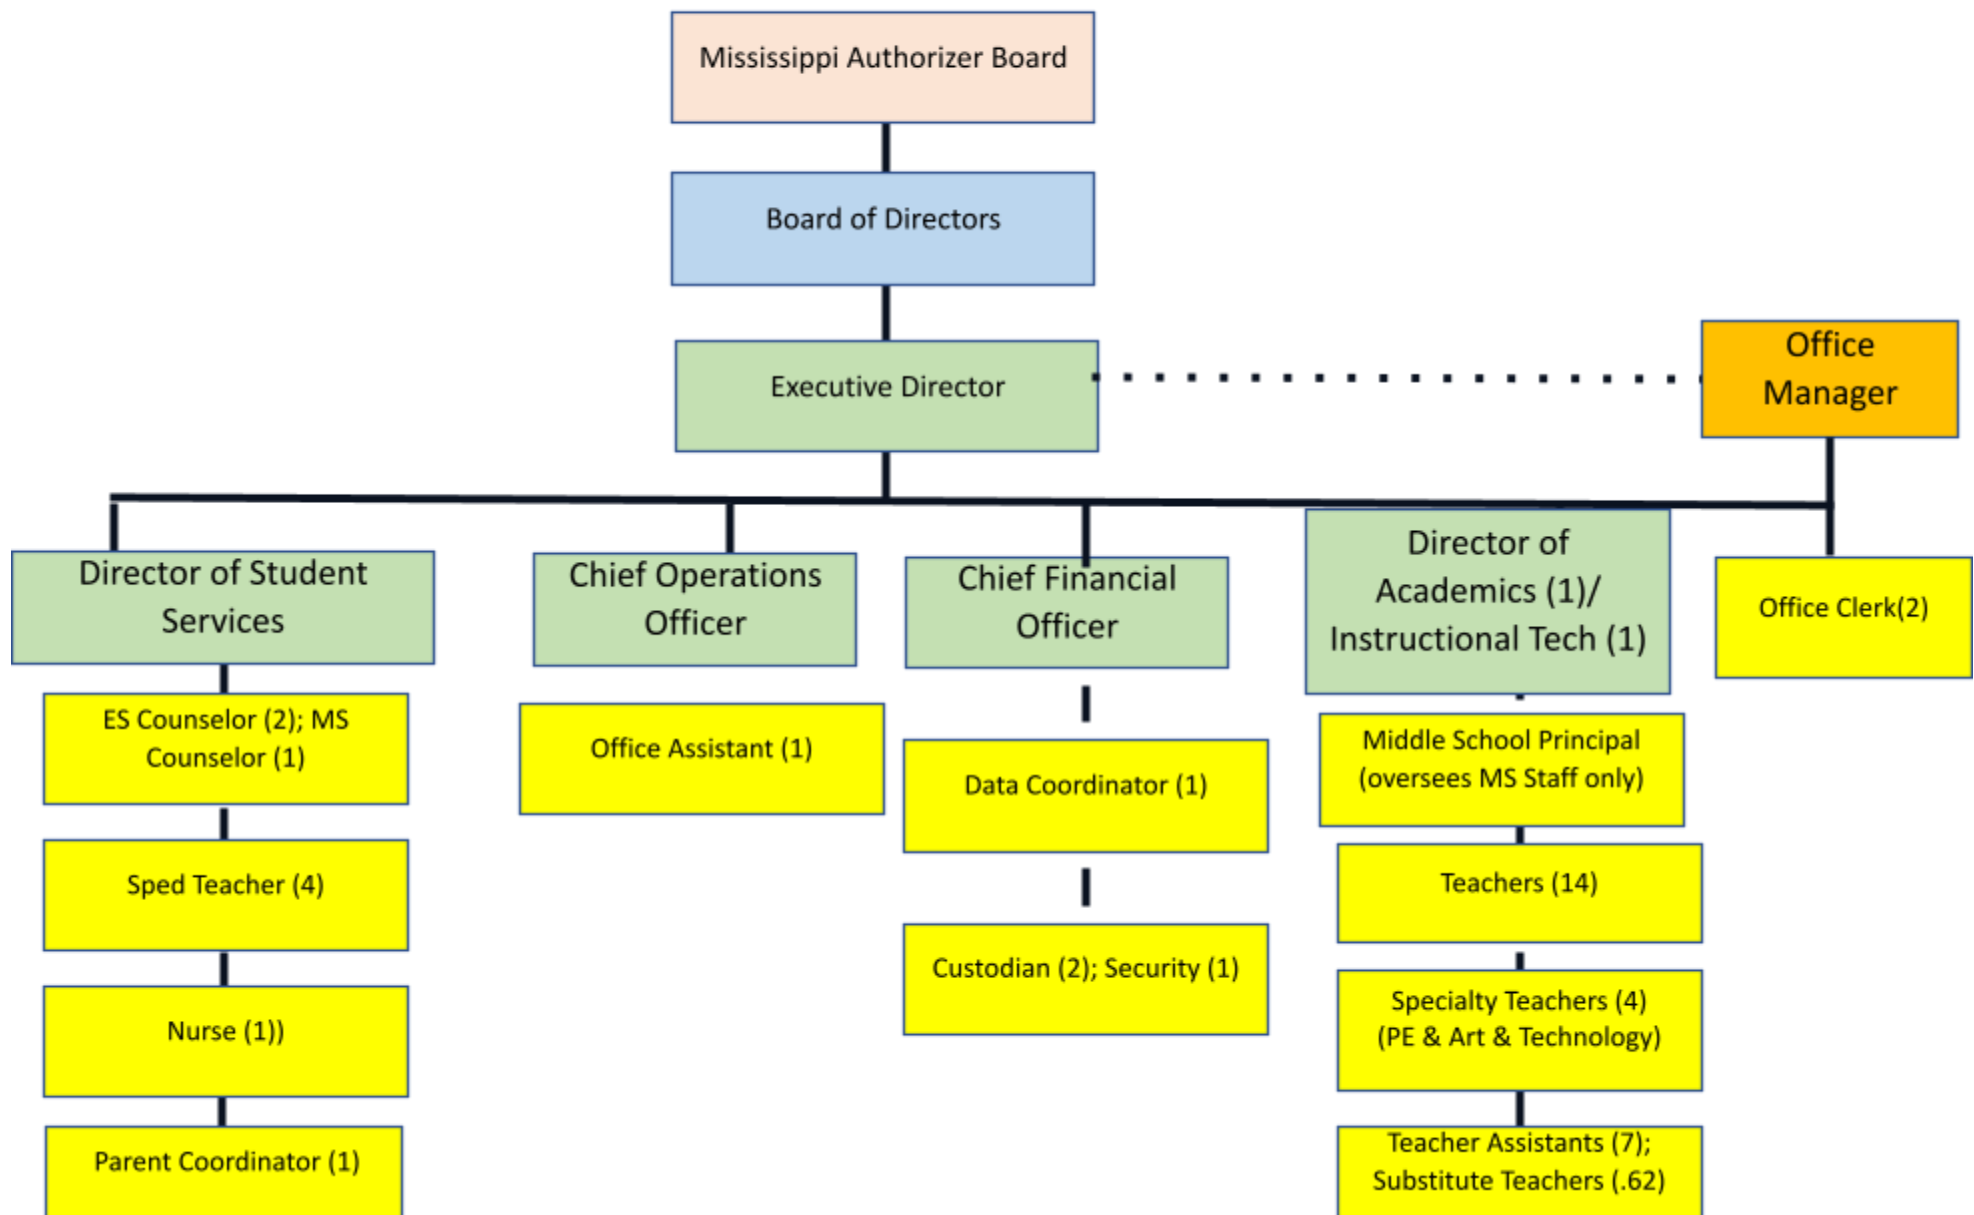 Mississippi Authorizer Board
Board of Directors
Executive Director
Office
Manager
Director of Student
Services
Chief Operations
Officer
Chief Financial
Officer
Director of
Academics (1)/
Instructional Tech (1)
Office Clerk(2)
ES Counselor (2); MS
Counselor (1)
Sped Teacher (4)
Nurse (1))
Parent Coordinator (1)
Office Assistant (1)
Data Coordinator (1)
Custodian (2); Security (1)
Middle School Principal
(oversees MS Staff only)
Teachers (14)
Specialty Teachers (4)
(PE & Art & Technology)
Teacher Assistants (7);
Substitute Teachers (.62)